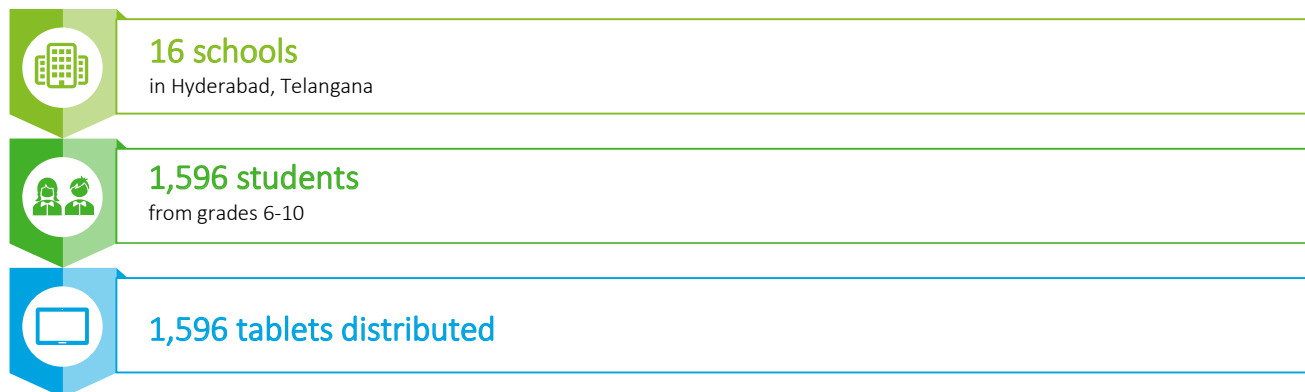 16 schools
in Hyderabad, Telangana
1,596 students
from grades 6-10
1,596 tablets distributed